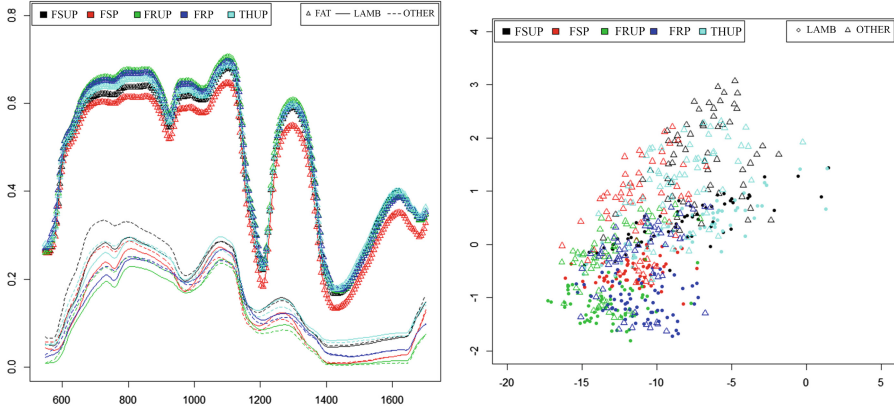 FSUP FSP FRUP FRP THUP
FAT LAMB OTHER
0.8
0.6
0.4
0.2
0.0
600 800 1000 1200 1400 1600
FSUP FSP FRUP FRP THUP
LAMB OTHER
4
3
2
1
0
-1
-2
-20 -15 -10 -5 0 5